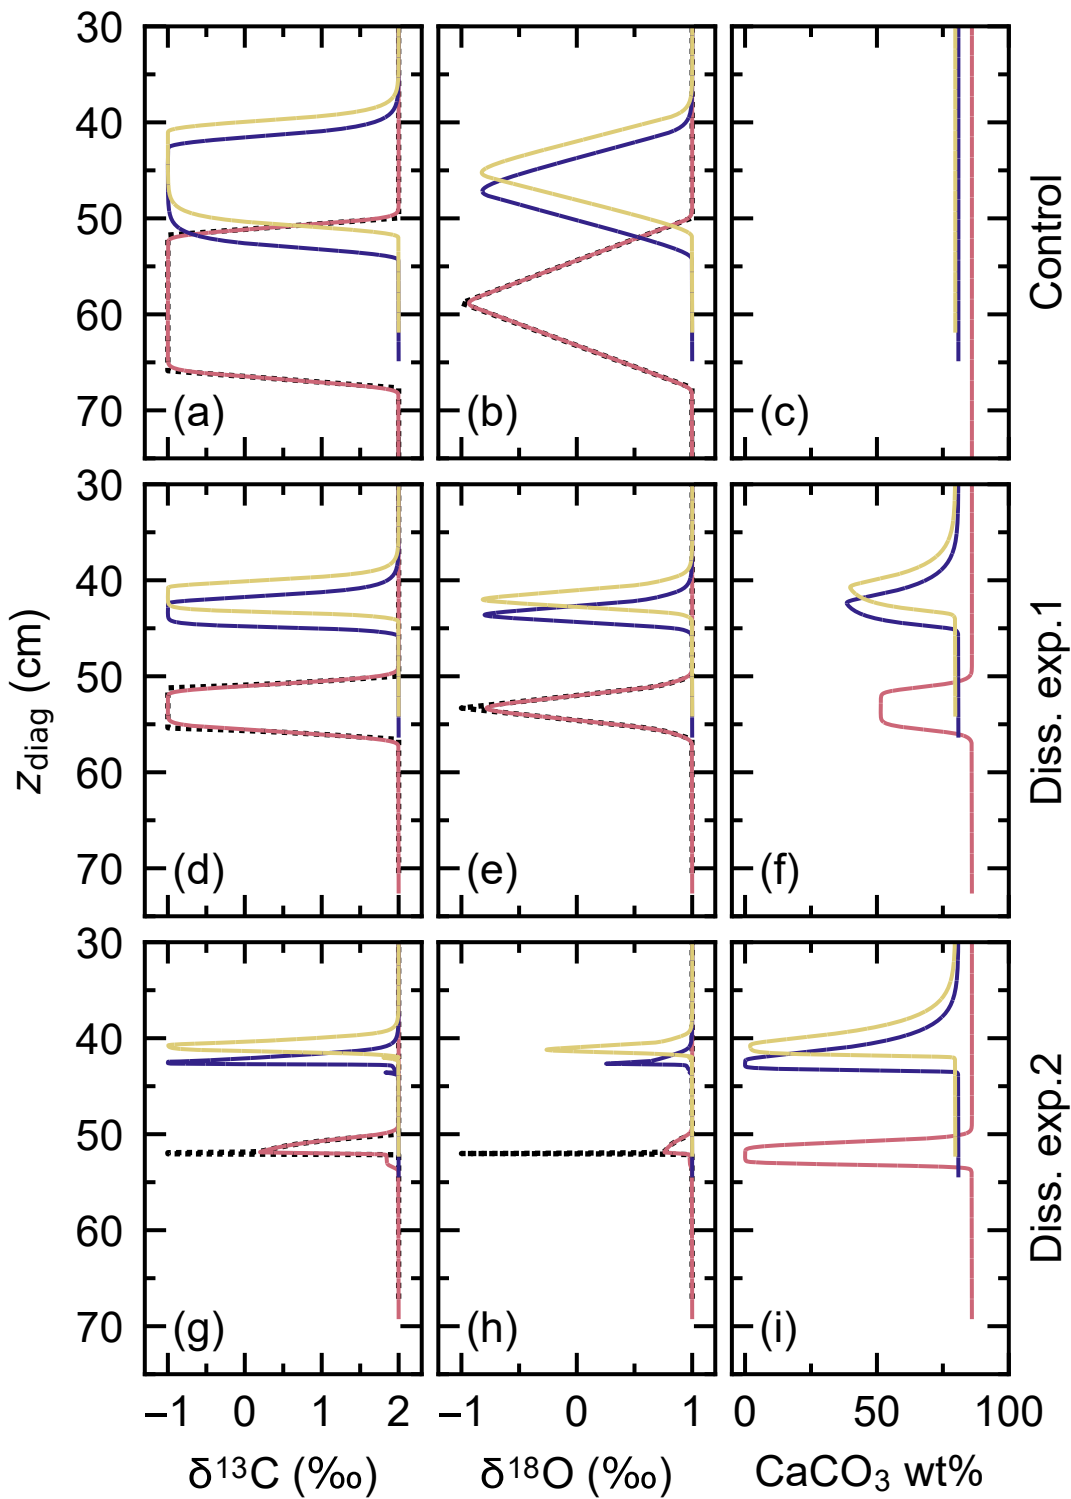 30
40
50
60
70
(a)
(b)
(c)
Control
30
40
50
60
70
(d)
(e)
(f)
Diss. exp.1
z_diag (cm)
30
40
50
60
70
(g)
(h)
(i)
Diss. exp.2
−1 0 1 2
−1 0 1
0 50 100
δ¹³C (‰)
δ¹⁸O (‰)
CaCO₃ wt%